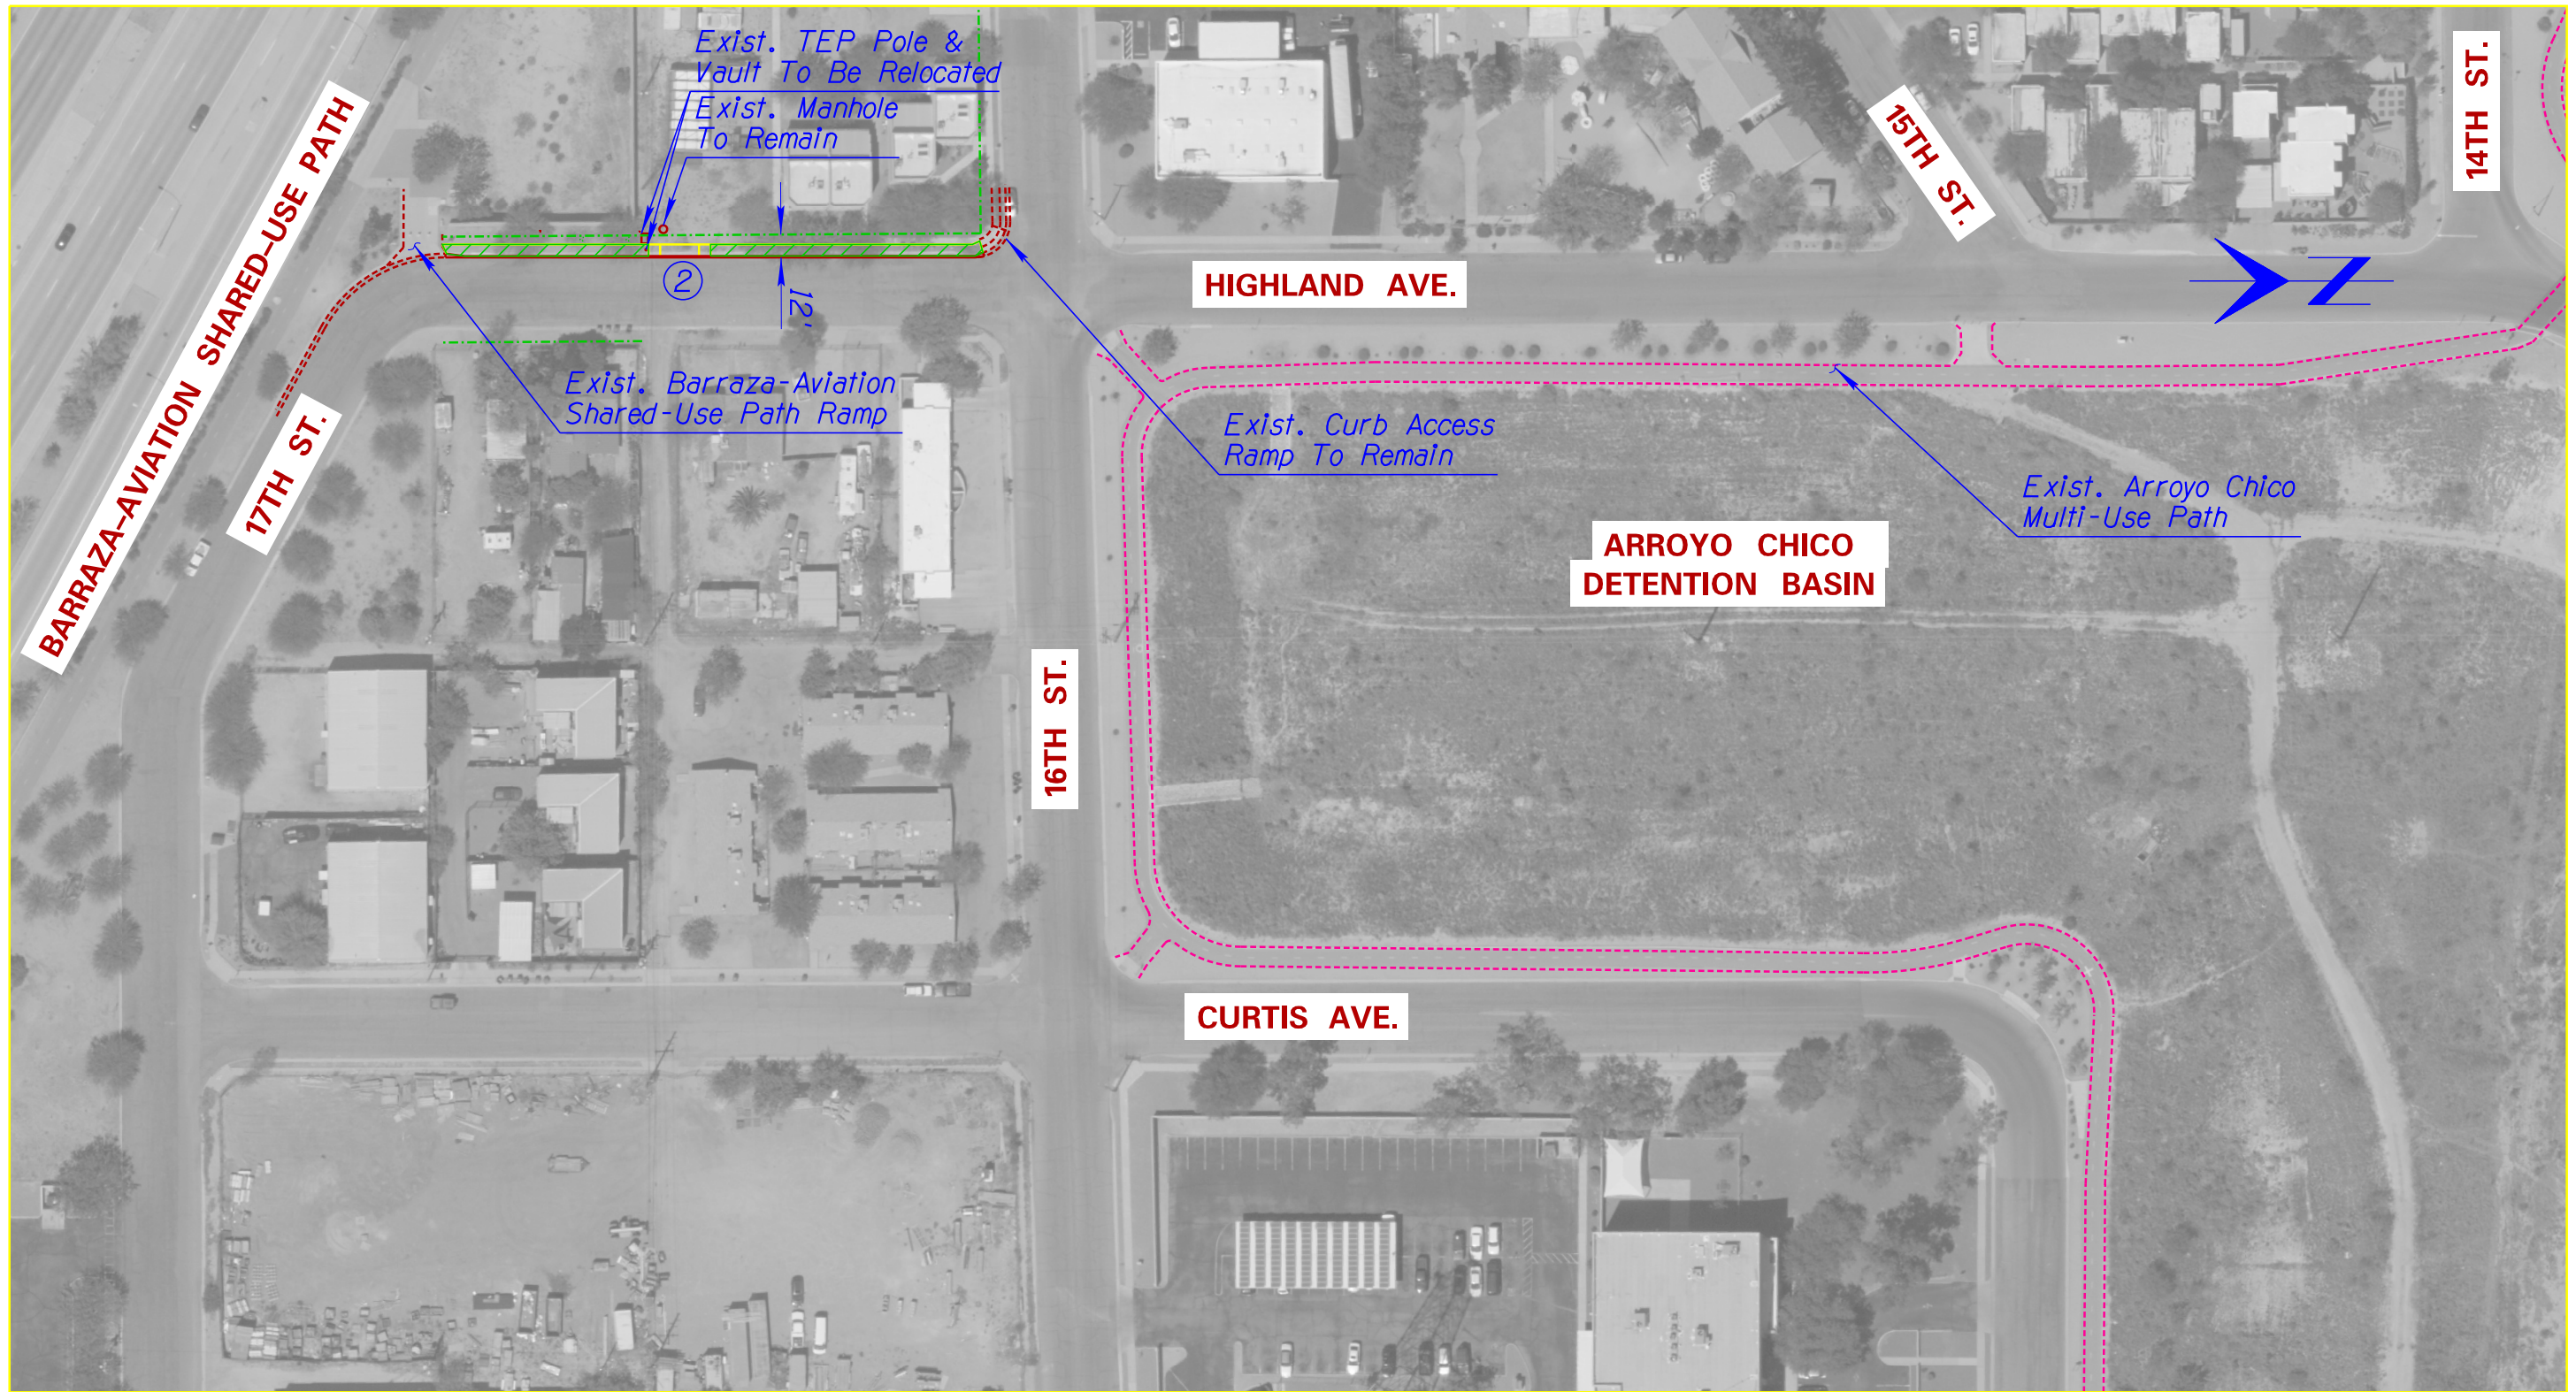 Exist. TEP Pole &
Vault To Be Relocated
Exist. Manhole
To Remain
BARRAZA-AVIATION SHARED-USE PATH
15TH ST.
14TH ST.
HIGHLAND AVE.
N
2
12'
Exist. Barraza-Aviation
Shared-Use Path Ramp
17TH ST.
Exist. Curb Access
Ramp To Remain
Exist. Arroyo Chico
Multi-Use Path
ARROYO CHICO
DETENTION BASIN
16TH ST.
CURTIS AVE.